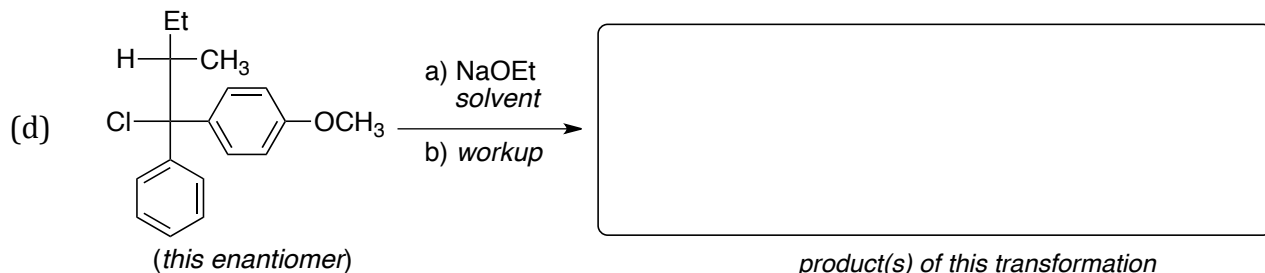 Et
H CH3
a) NaOEt
solvent
(d) Cl OCH3
b) workup
(this enantiomer)
product(s) of this transformation